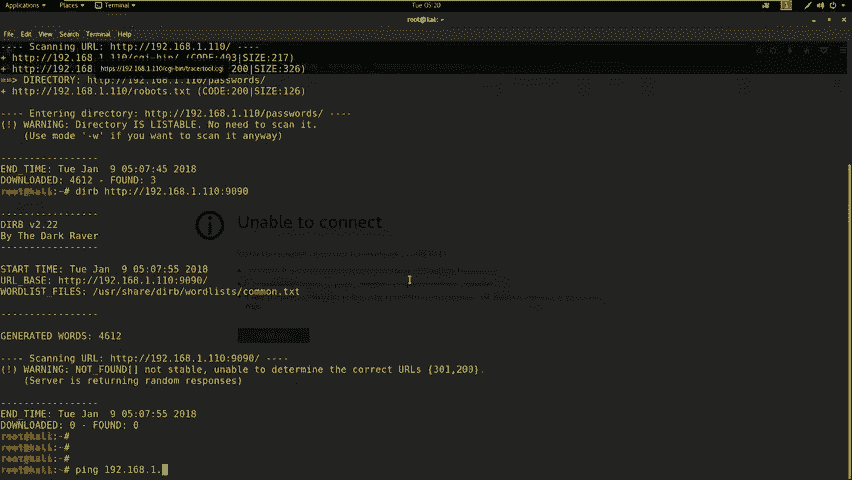 Applications Places Terminal Tue 05:20 1
root@kali: ~
File Edit View Search Terminal Help
---- Scanning URL: http://192.168.1.110/ ----
+ http://192.168.1.110/cgi-bin/ (CODE:403|SIZE:217)
+ http://192.168 https://192.168.1.110/cgi-bin/tracertool.cgi 200|SIZE:326)
==> DIRECTORY: http://192.168.1.110/passwords/
+ http://192.168.1.110/robots.txt (CODE:200|SIZE:126)
---- Entering directory: http://192.168.1.110/passwords/ ----
(!) WARNING: Directory IS LISTABLE. No need to scan it.
(Use mode '-w' if you want to scan it anyway)
-----------------
END_TIME: Tue Jan 9 05:07:45 2018
DOWNLOADED: 4612 - FOUND: 3
root@kali:~# dirb http://192.168.1.110:9090
-----------------
DIRB v2.22
By The Dark Raver
-----------------
Unable to connect
START_TIME: Tue Jan 9 05:07:55 2018
URL_BASE: http://192.168.1.110:9090/
WORDLIST_FILES: /usr/share/dirb/wordlists/common.txt
-----------------
GENERATED WORDS: 4612
---- Scanning URL: http://192.168.1.110:9090/ ----
(!) WARNING: NOT_FOUND[] not stable, unable to determine the correct URLs {301,200}.
(Server is returning random responses)
-----------------
END_TIME: Tue Jan 9 05:07:55 2018
DOWNLOADED: 0 - FOUND: 0
root@kali:~#
root@kali:~#
root@kali:~#
root@kali:~# ping 192.168.1.